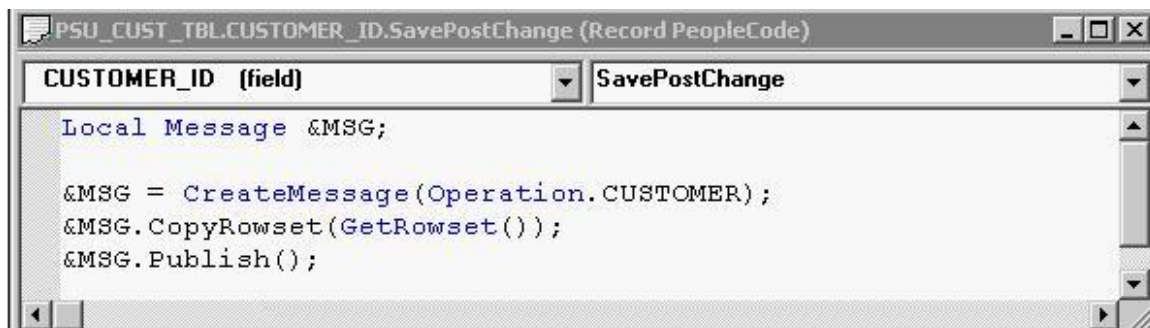 PSU_CUST_TBL.CUSTOMER_ID.SavePostChange (Record PeopleCode)
CUSTOMER_ID (field) SavePostChange
Local Message &MSG;
&MSG = CreateMessage(Operation.CUSTOMER);
&MSG.CopyRowset(GetRowset());
&MSG.Publish();